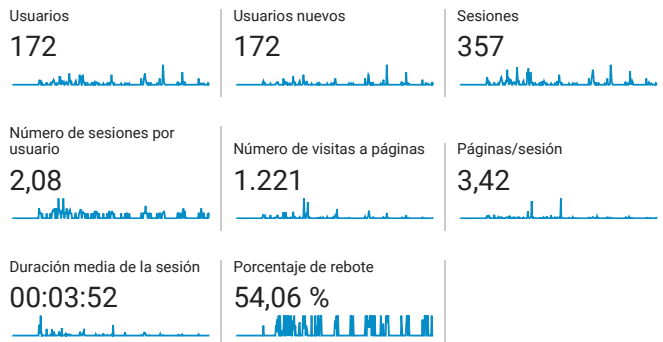 Usuarios
172
Usuarios nuevos
172
Sesiones
357
Número de sesiones por
usuario
2,08
Número de visitas a páginas
1.221
Páginas/sesión
3,42
Duración media de la sesión
00:03:52
Porcentaje de rebote
54,06 %